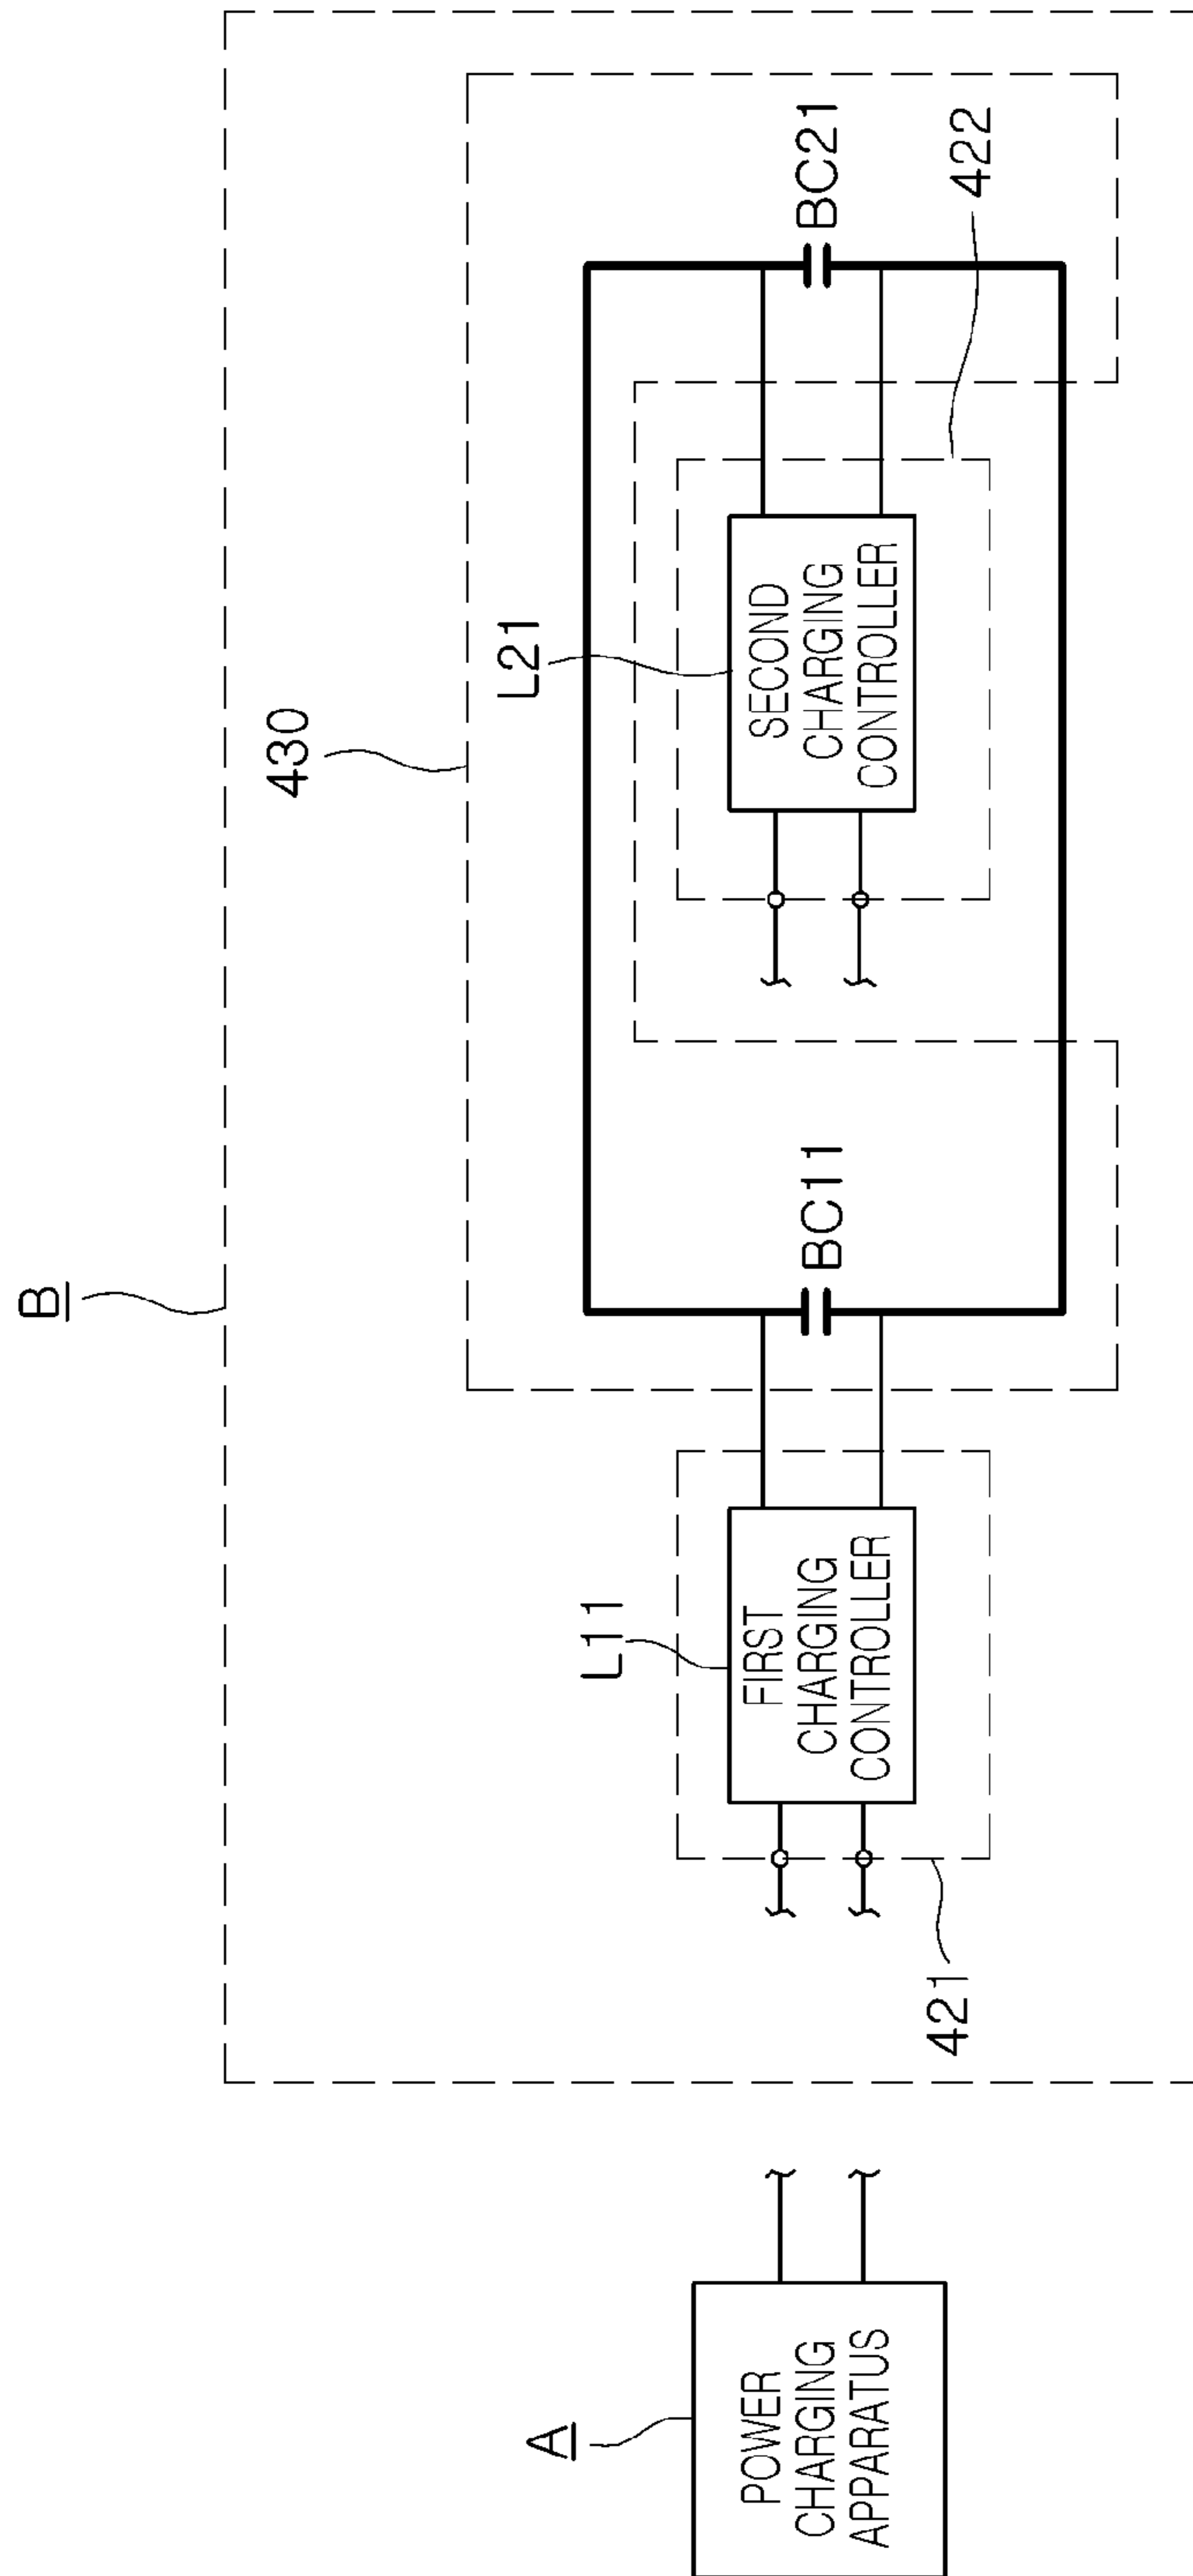 B
430
L21
BC21
422
SECOND
CHARGING
CONTROLLER
BC11
L11
FIRST
CHARGING
CONTROLLER
421
A
POWER
CHARGING
APPARATUS